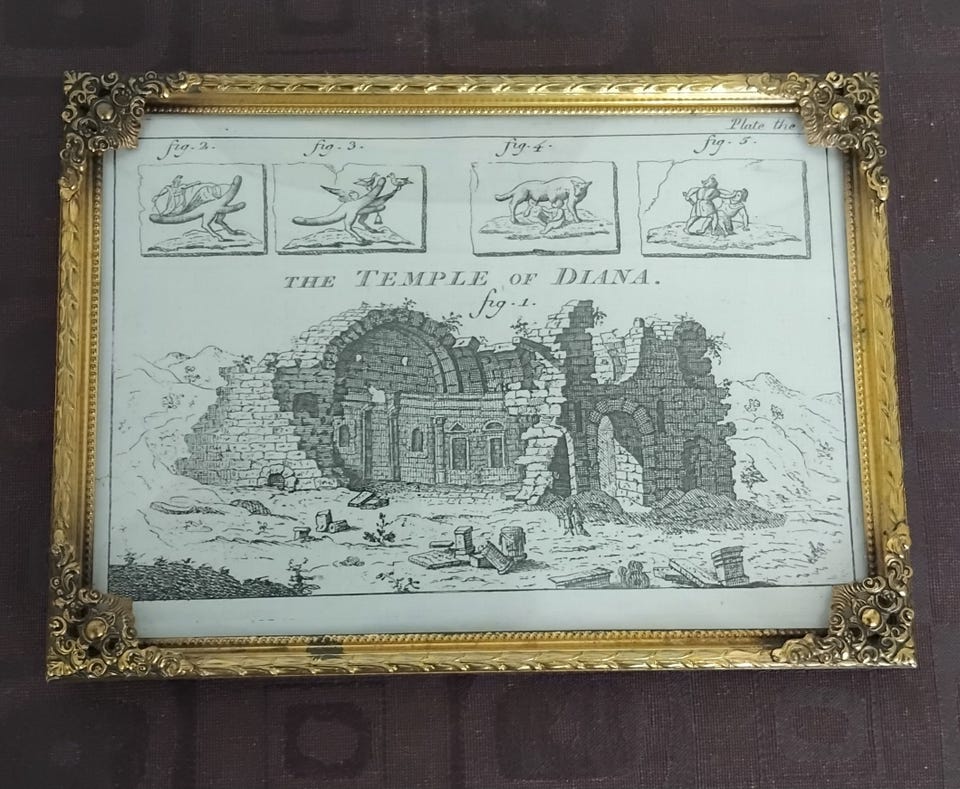 Plate the
fig. 2.
fig. 3.
fig. 4.
fig. 5.
THE TEMPLE OF DIANA.
fig. 1.